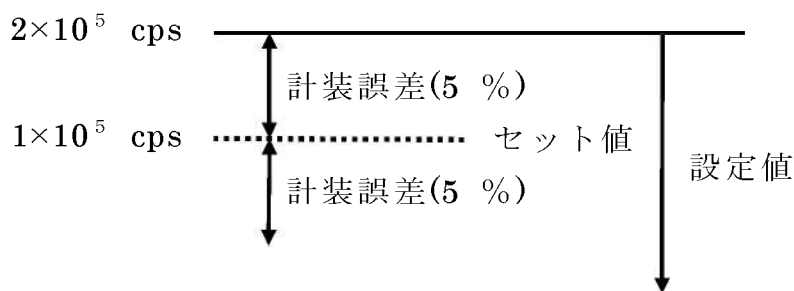 2×10⁵ cps
計装誤差(5 %)
1×10⁵ cps
セット値
設定値
計装誤差(5 %)